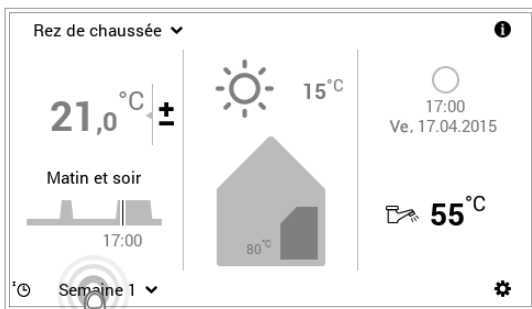 Rez de chaussée
21,0 °C
±
Matin et soir
17:00
Semaine 1
15 °C
80 °C
17:00
Ve, 17.04.2015
55 °C